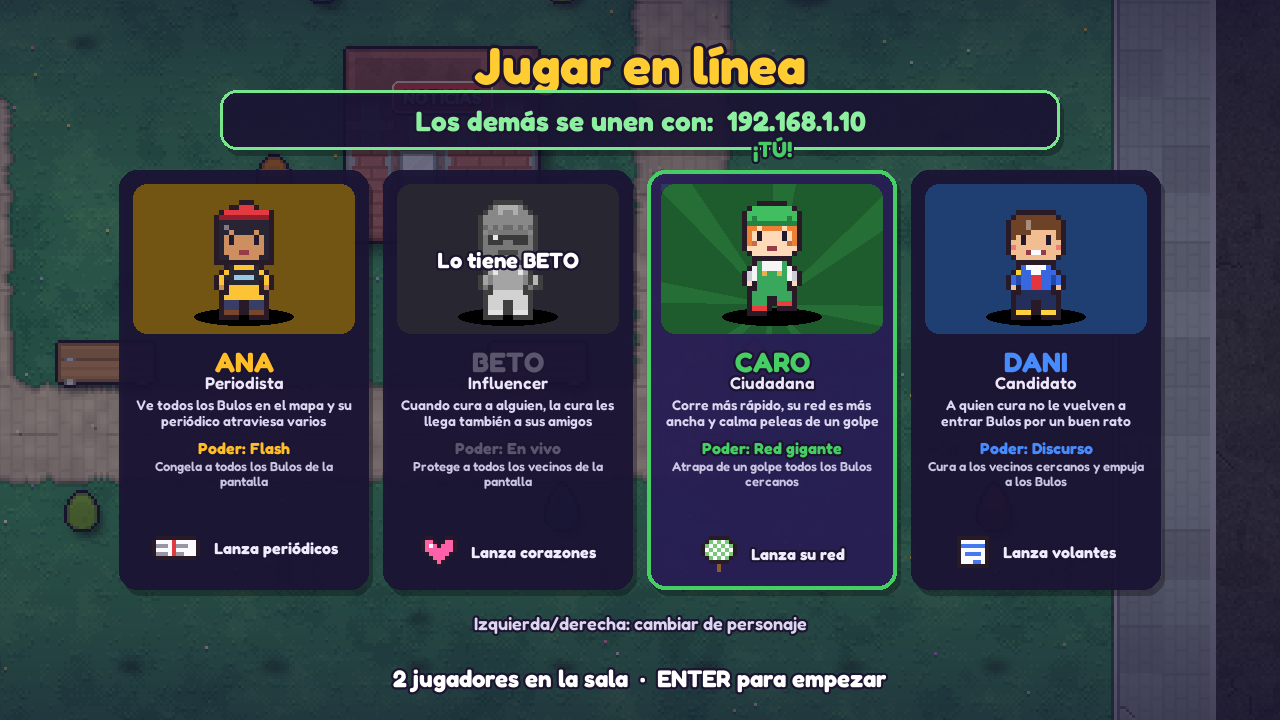 Jugar en línea
NOTICIAS
Los demás se unen con: 192.168.1.10
¡TÚ!
Lo tiene BETO
ANA
Periodista
Ve todos los Bulos en el mapa y su
periódico atraviesa varios
Poder: Flash
Congela a todos los Bulos de la
pantalla
Lanza periódicos
BETO
Influencer
Cuando cura a alguien, la cura les
llega también a sus amigos
Poder: En vivo
Protege a todos los vecinos de la
pantalla
Lanza corazones
CARO
Ciudadana
Corre más rápido, su red es más
ancha y calma peleas de un golpe
Poder: Red gigante
Atrapa de un golpe todos los Bulos
cercanos
Lanza su red
DANI
Candidato
A quien cura no le vuelven a
entrar Bulos por un buen rato
Poder: Discurso
Cura a los vecinos cercanos y empuja
a los Bulos
Lanza volantes
Izquierda/derecha: cambiar de personaje
2 jugadores en la sala · ENTER para empezar